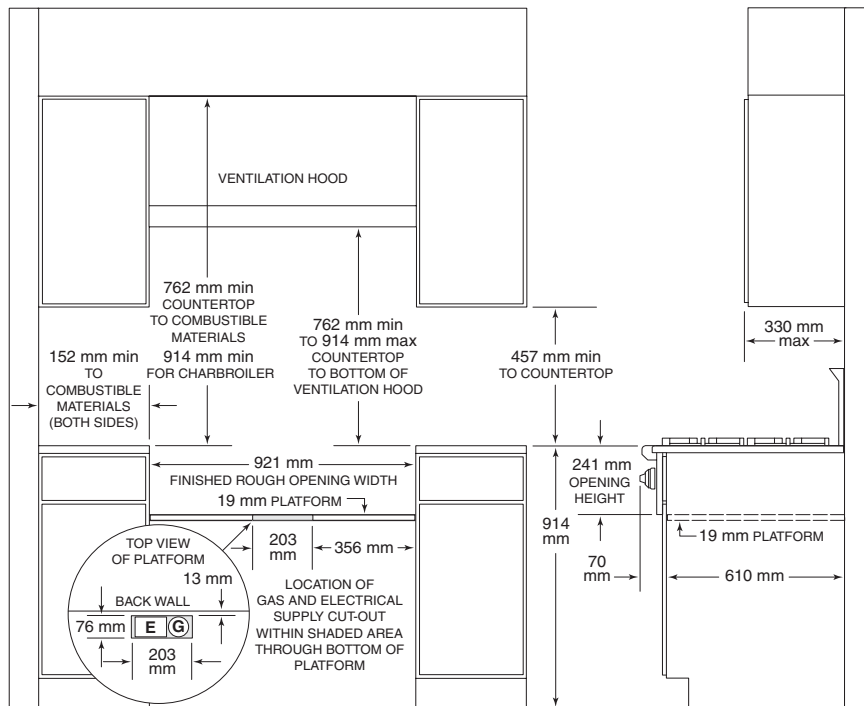 VENTILATION HOOD
762 mm min
COUNTERTOP
TO COMBUSTIBLE
MATERIALS
914 mm min
FOR CHARBROILER
762 mm min
TO 914 mm max
COUNTERTOP
TO BOTTOM OF
VENTILATION HOOD
152 mm min
TO
COMBUSTIBLE
MATERIALS
(BOTH SIDES)
457 mm min
TO COUNTERTOP
330 mm
max
921 mm
FINISHED ROUGH OPENING WIDTH
19 mm PLATFORM
241 mm
OPENING
HEIGHT
914
mm
19 mm PLATFORM
70
mm
610 mm
203
mm
356 mm
LOCATION OF
GAS AND ELECTRICAL
SUPPLY CUT-OUT
WITHIN SHADED AREA
THROUGH BOTTOM OF
PLATFORM
TOP VIEW
OF PLATFORM
13 mm
BACK WALL
76 mm
E G
203
mm